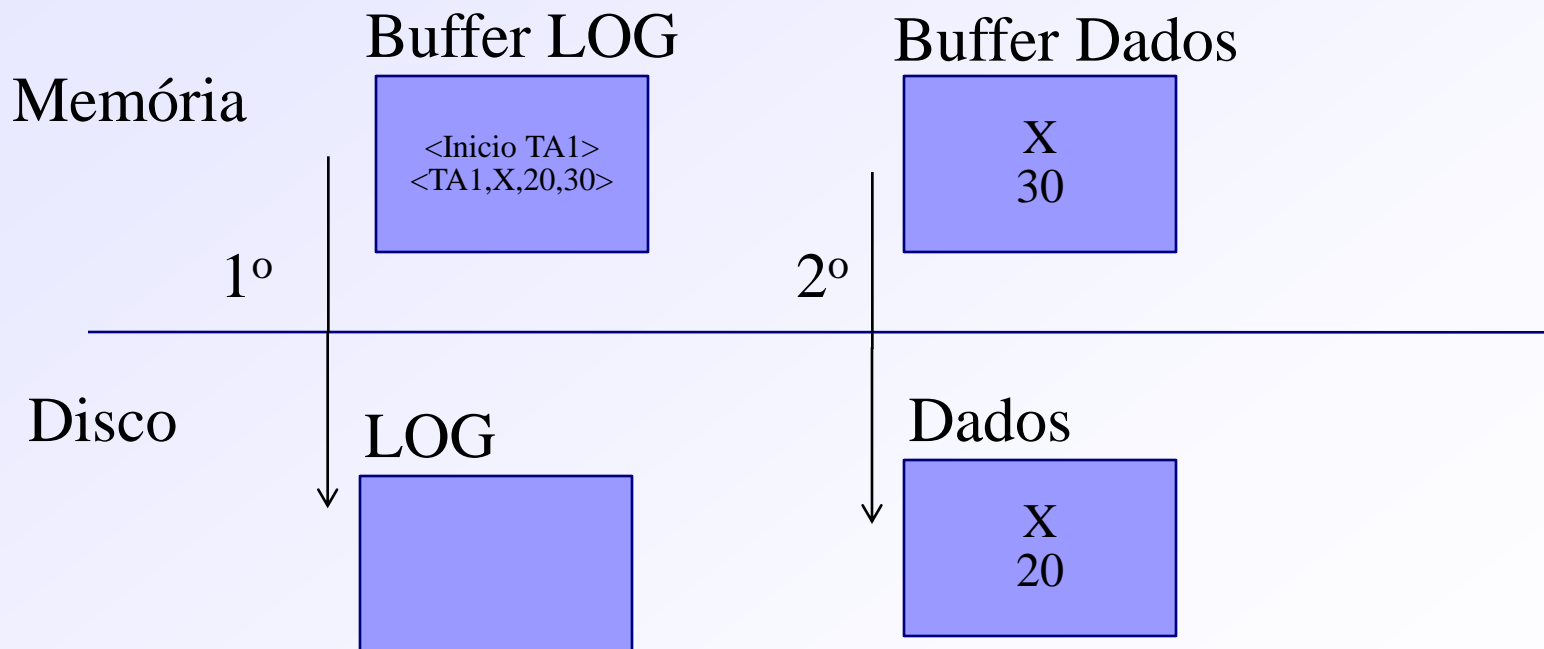 Buffer LOG
Buffer Dados
Memória
<Inicio TA1>
<TA1,X,20,30>
X
30
1º
2º
Disco
LOG
Dados
X
20